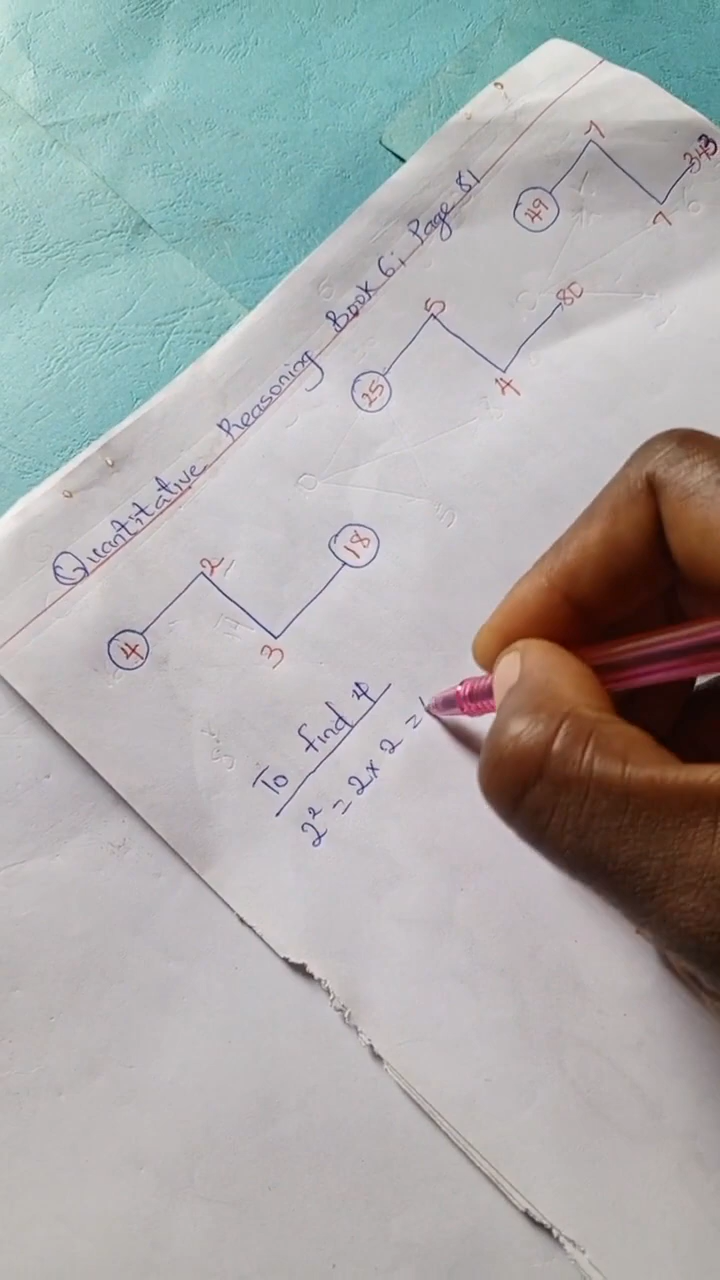 Quantitative Reasoning Book 6; Page 81
4 2 3 18
25 5 4 80
49 7 7 343
To find 4
2² = 2 x 2 =